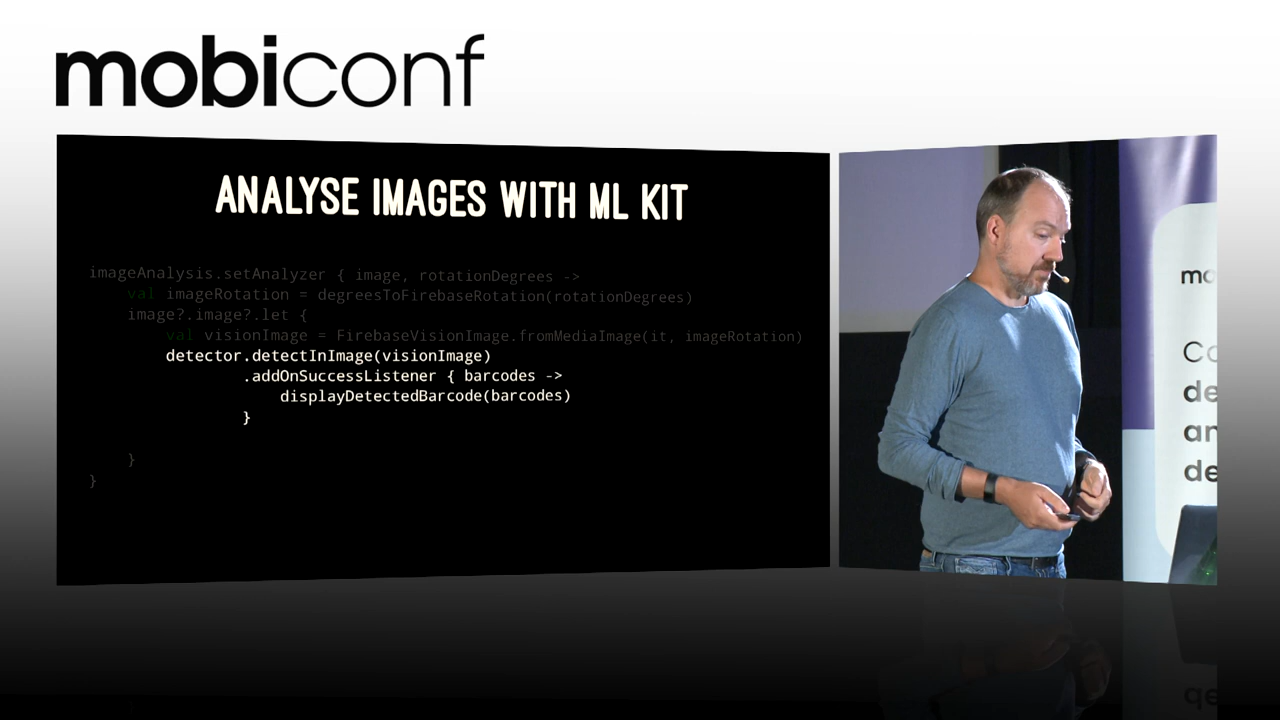 mobiconf
ANALYSE IMAGES WITH ML KIT
imageAnalysis.setAnalyzer { image, rotationDegrees ->
val imageRotation = degreesToFirebaseRotation(rotationDegrees)
image?.image?.let {
val visionImage = FirebaseVisionImage.fromMediaImage(it, imageRotation)
detector.detectInImage(visionImage)
.addOnSuccessListener { barcodes ->
displayDetectedBarcode(barcodes)
}
}
}
mo
Co
de
an
de